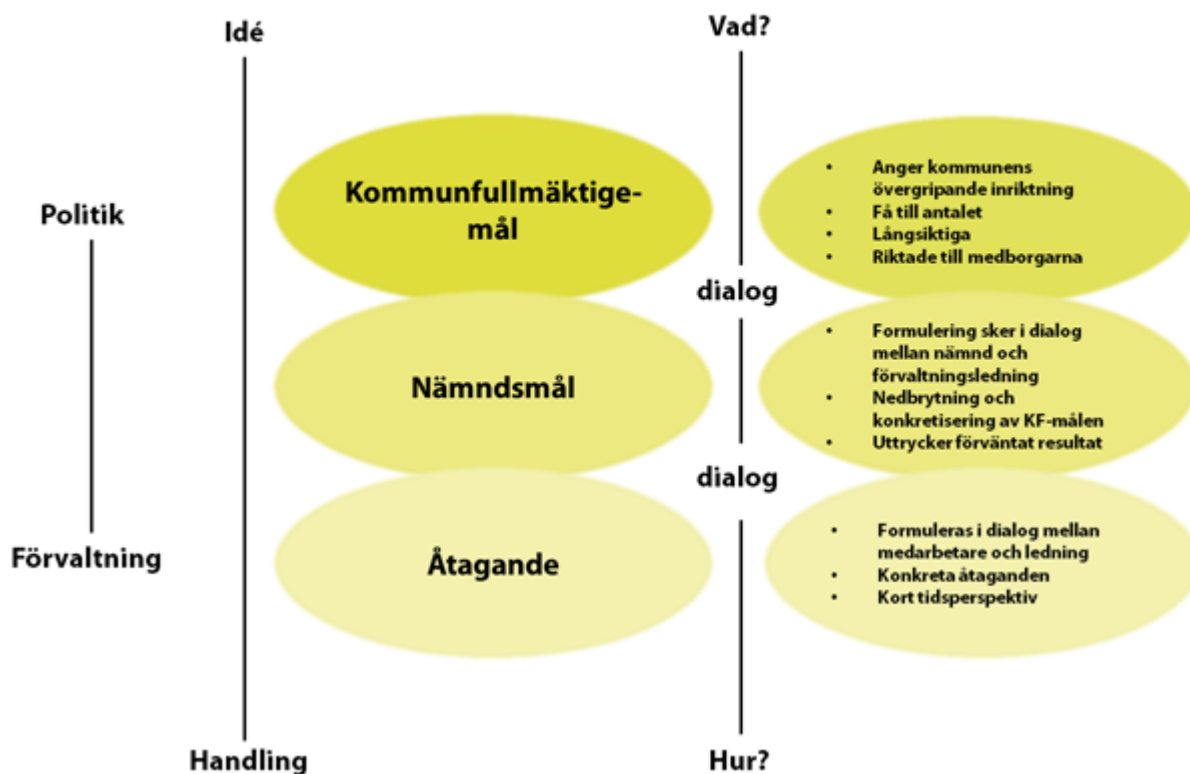 Idé
Vad?
Politik
Förvaltning
Kommunfullmäktige-
mål
• Anger kommunens
övergripande inriktning
• Få till antalet
• Långsiktiga
• Riktade till medborgarna
dialog
Nämndsmål
• Formulering sker i dialog
mellan nämnd och
förvaltningsledning
• Nedbrytning och
konkretisering av KF-målen
• Uttrycker förväntat resultat
dialog
Åtagande
• Formuleras i dialog mellan
medarbetare och ledning
• Konkreta åtaganden
• Kort tidsperspektiv
Handling
Hur?